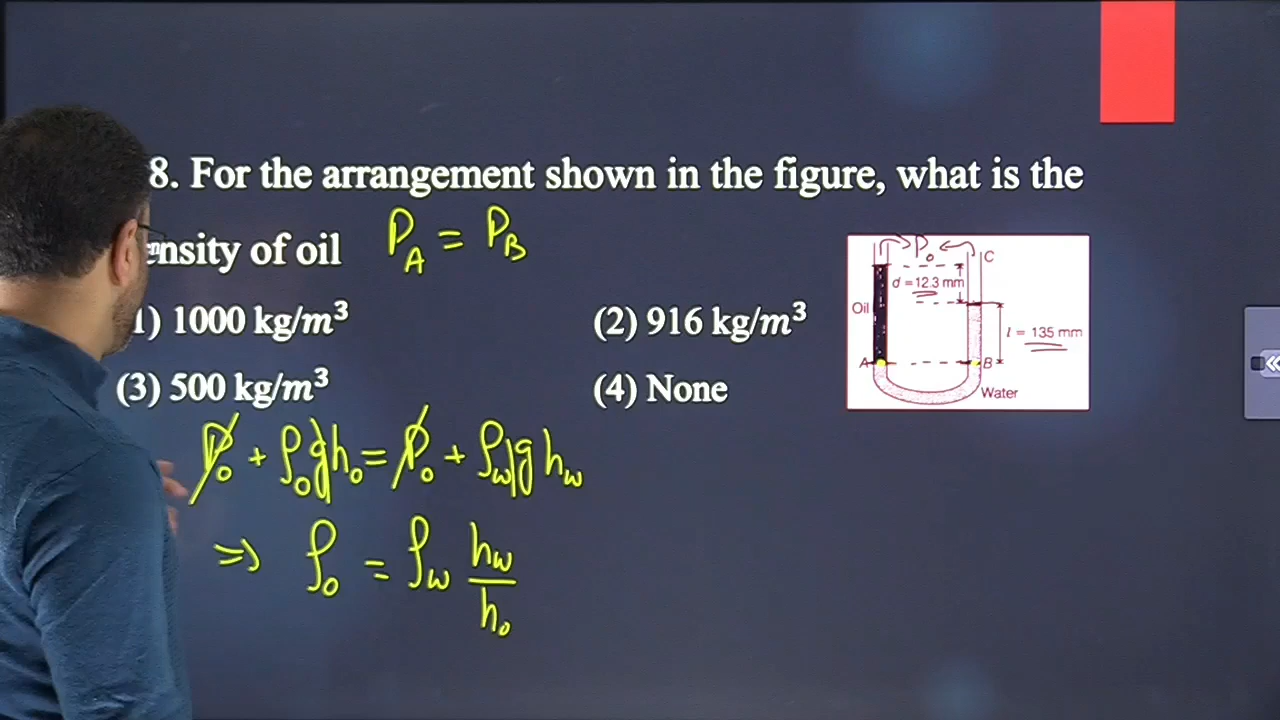 8. For the arrangement shown in the figure, what is the
ensity of oil
P_A = P_B
1) 1000 kg/m³
(2) 916 kg/m³
(3) 500 kg/m³
(4) None
P₀
C
d = 12.3 mm
Oil
l = 135 mm
A
B
Water
P₀ + ρ₀gh₀ = P₀ + ρ_w g h_w
⇒ ρ₀ = ρ_w h_w/h₀